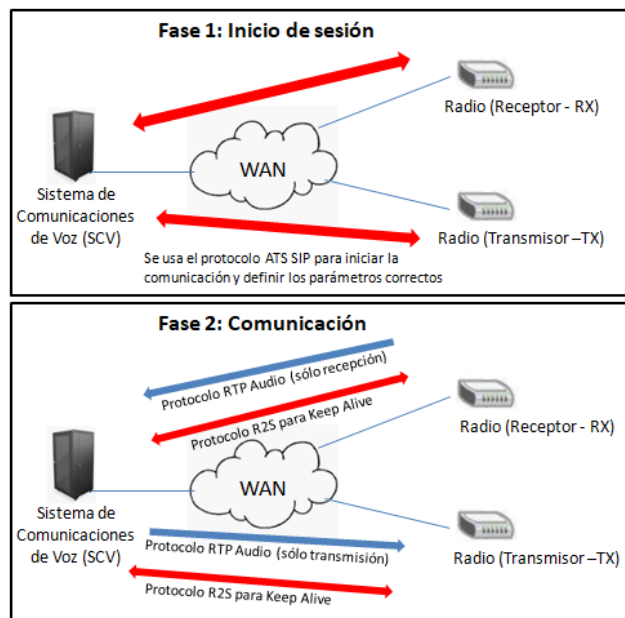 Fase 1: Inicio de sesión
Radio (Receptor - RX)
WAN
Sistema de
Comunicaciones
de Voz (SCV)
Radio (Transmisor –TX)
Se usa el protocolo ATS SIP para iniciar la
comunicación y definir los parámetros correctos
Fase 2: Comunicación
Protocolo RTP Audio (sólo recepción)
Protocolo R2S para Keep Alive
Radio (Receptor - RX)
WAN
Sistema de
Comunicaciones
de Voz (SCV)
Protocolo RTP Audio (sólo transmisión)
Radio (Transmisor –TX)
Protocolo R2S para Keep Alive